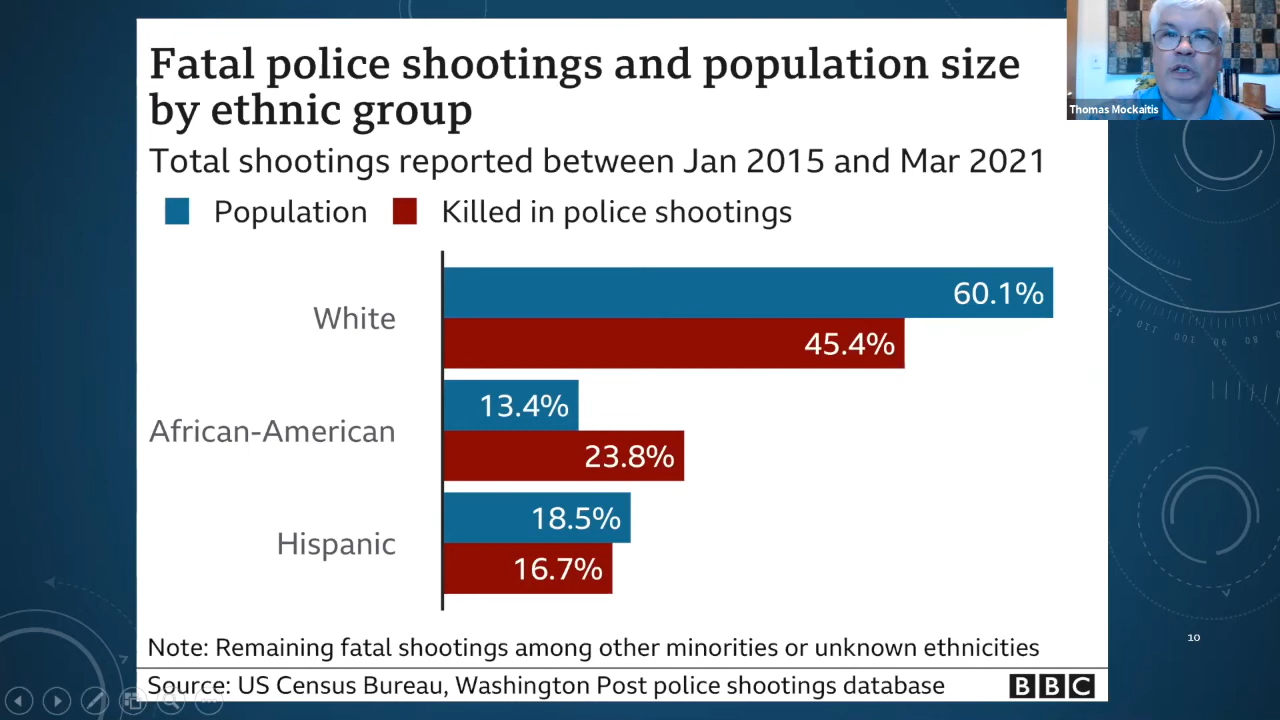 Fatal police shootings and population size
by ethnic group
Total shootings reported between Jan 2015 and Mar 2021
Population
Killed in police shootings
White
60.1%
45.4%
African-American
13.4%
23.8%
Hispanic
18.5%
16.7%
Note: Remaining fatal shootings among other minorities or unknown ethnicities
Source: US Census Bureau, Washington Post police shootings database
BBC
Thomas Mockaitis
10